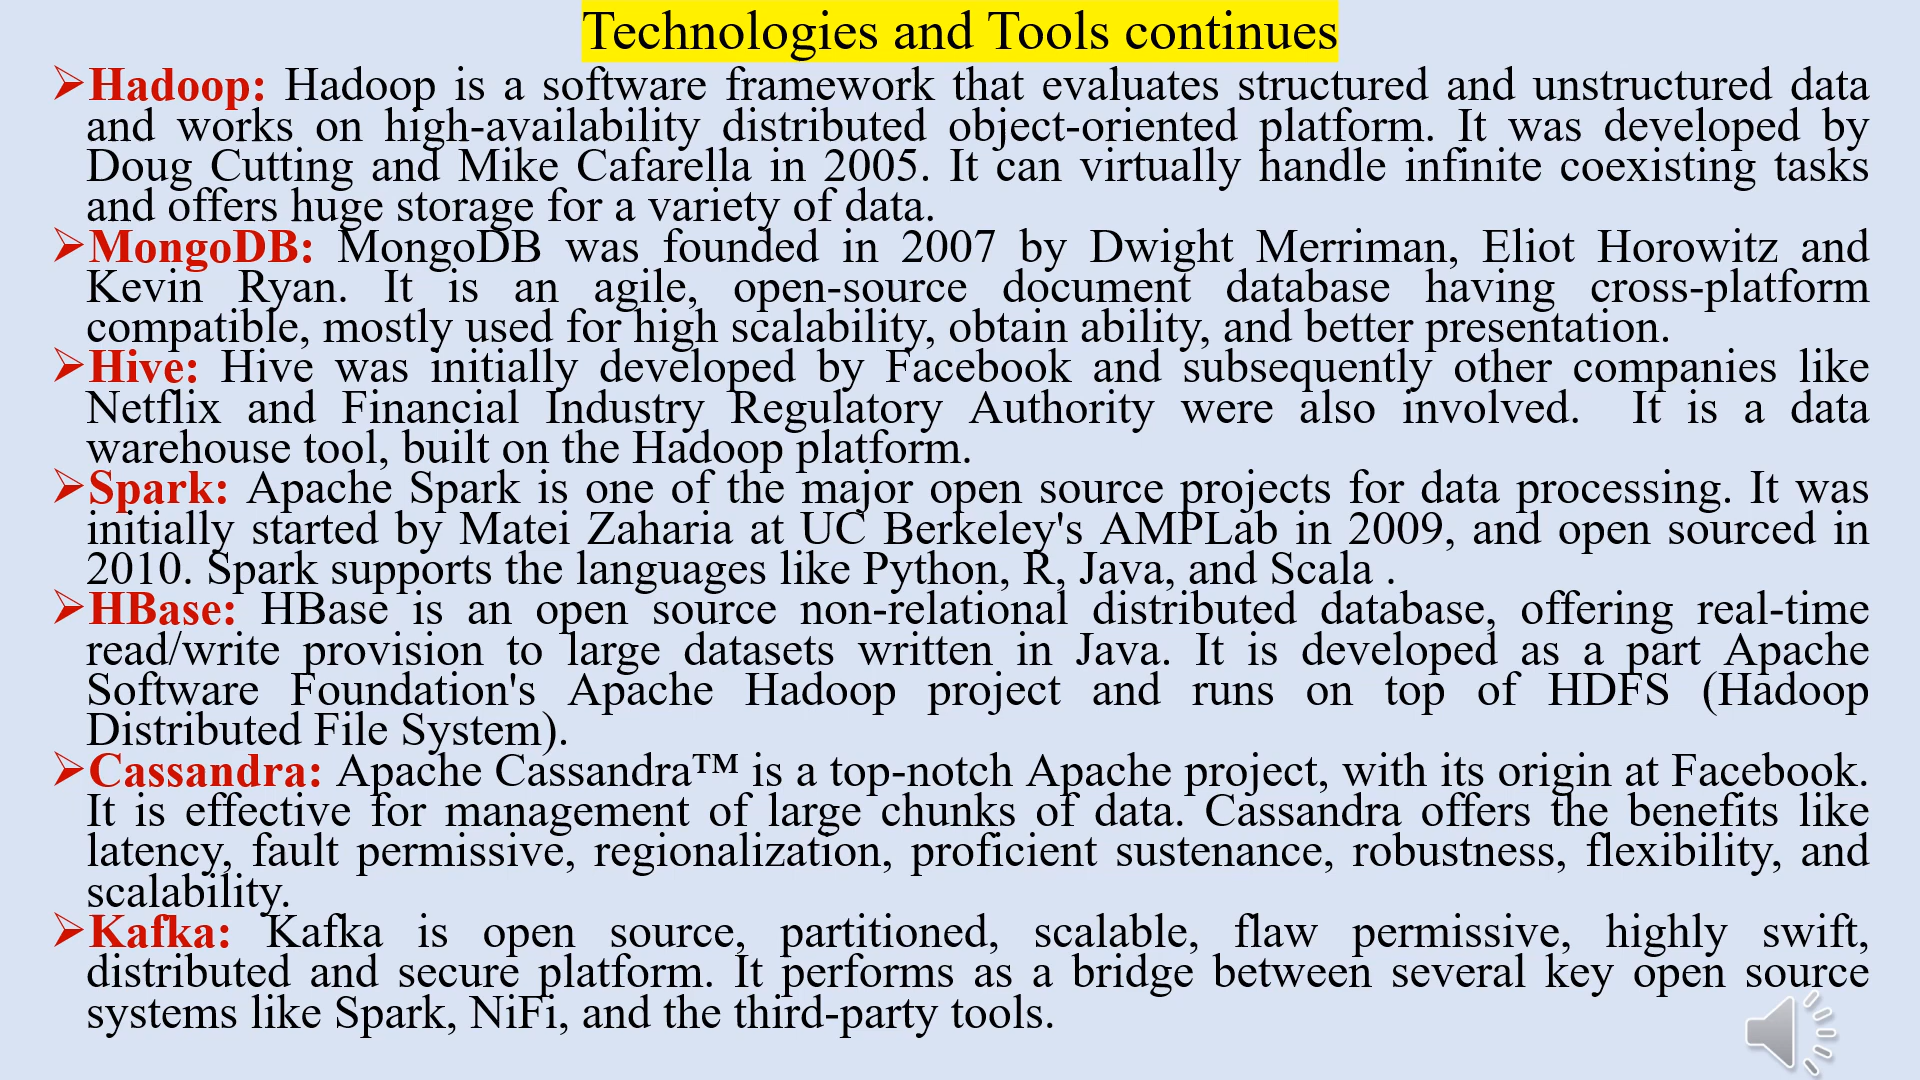 Technologies and Tools continues
➢Hadoop: Hadoop is a software framework that evaluates structured and unstructured data
and works on high-availability distributed object-oriented platform. It was developed by
Doug Cutting and Mike Cafarella in 2005. It can virtually handle infinite coexisting tasks
and offers huge storage for a variety of data.
➢MongoDB: MongoDB was founded in 2007 by Dwight Merriman, Eliot Horowitz and
Kevin Ryan. It is an agile, open-source document database having cross-platform
compatible, mostly used for high scalability, obtain ability, and better presentation.
➢Hive: Hive was initially developed by Facebook and subsequently other companies like
Netflix and Financial Industry Regulatory Authority were also involved. It is a data
warehouse tool, built on the Hadoop platform.
➢Spark: Apache Spark is one of the major open source projects for data processing. It was
initially started by Matei Zaharia at UC Berkeley's AMPLab in 2009, and open sourced in
2010. Spark supports the languages like Python, R, Java, and Scala .
➢HBase: HBase is an open source non-relational distributed database, offering real-time
read/write provision to large datasets written in Java. It is developed as a part Apache
Software Foundation's Apache Hadoop project and runs on top of HDFS (Hadoop
Distributed File System).
➢Cassandra: Apache Cassandra™ is a top-notch Apache project, with its origin at Facebook.
It is effective for management of large chunks of data. Cassandra offers the benefits like
latency, fault permissive, regionalization, proficient sustenance, robustness, flexibility, and
scalability.
➢Kafka: Kafka is open source, partitioned, scalable, flaw permissive, highly swift,
distributed and secure platform. It performs as a bridge between several key open source
systems like Spark, NiFi, and the third-party tools.